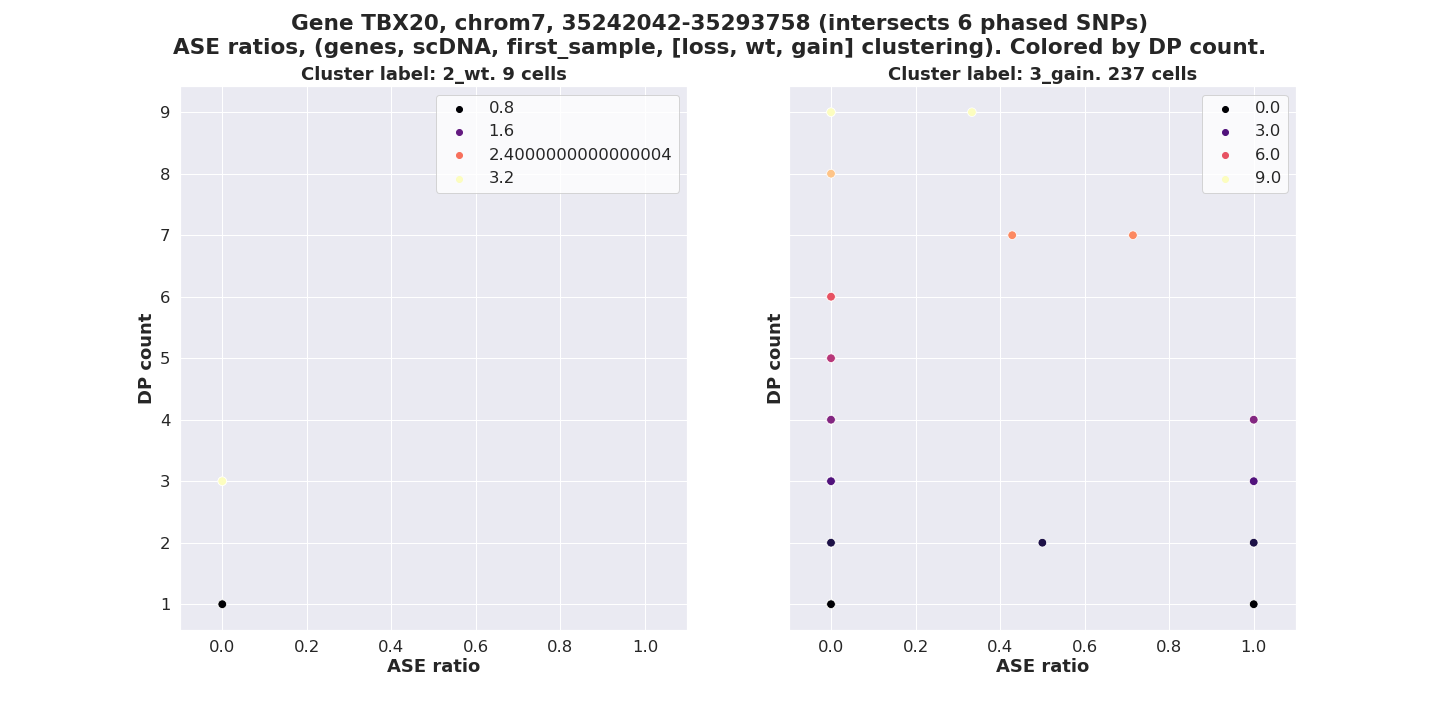 Gene TBX20, chrom7, 35242042-35293758 (intersects 6 phased SNPs)
ASE ratios, (genes, scDNA, first_sample, [loss, wt, gain] clustering). Colored by DP count.
Cluster label: 2_wt. 9 cells
0.8
1.6
2.4000000000000004
3.2
9
8
7
6
5
4
3
2
1
DP count
0.0 0.2 0.4 0.6 0.8 1.0
ASE ratio
Cluster label: 3_gain. 237 cells
0.0
3.0
6.0
9.0
DP count
0.0 0.2 0.4 0.6 0.8 1.0
ASE ratio